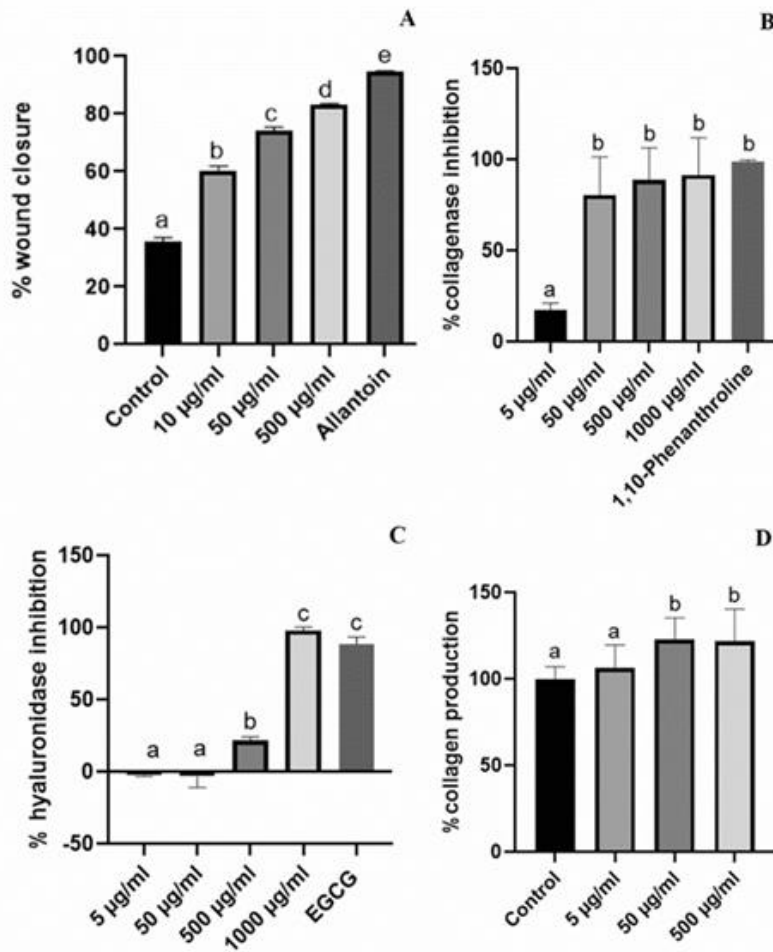 A
% wound closure
100
80
60
40
20
0
a
b
c
d
e
Control
10 µg/ml
50 µg/ml
500 µg/ml
Allantoin
B
% collagenase inhibition
150
100
50
0
a
b
b
b
b
5 µg/ml
50 µg/ml
500 µg/ml
1000 µg/ml
1,10-Phenanthroline
C
% hyaluronidase inhibition
150
100
50
0
-50
a
a
b
c
c
5 µg/ml
50 µg/ml
500 µg/ml
1000 µg/ml
EGCG
D
% collagen production
150
100
50
0
a
a
b
b
Control
5 µg/ml
50 µg/ml
500 µg/ml